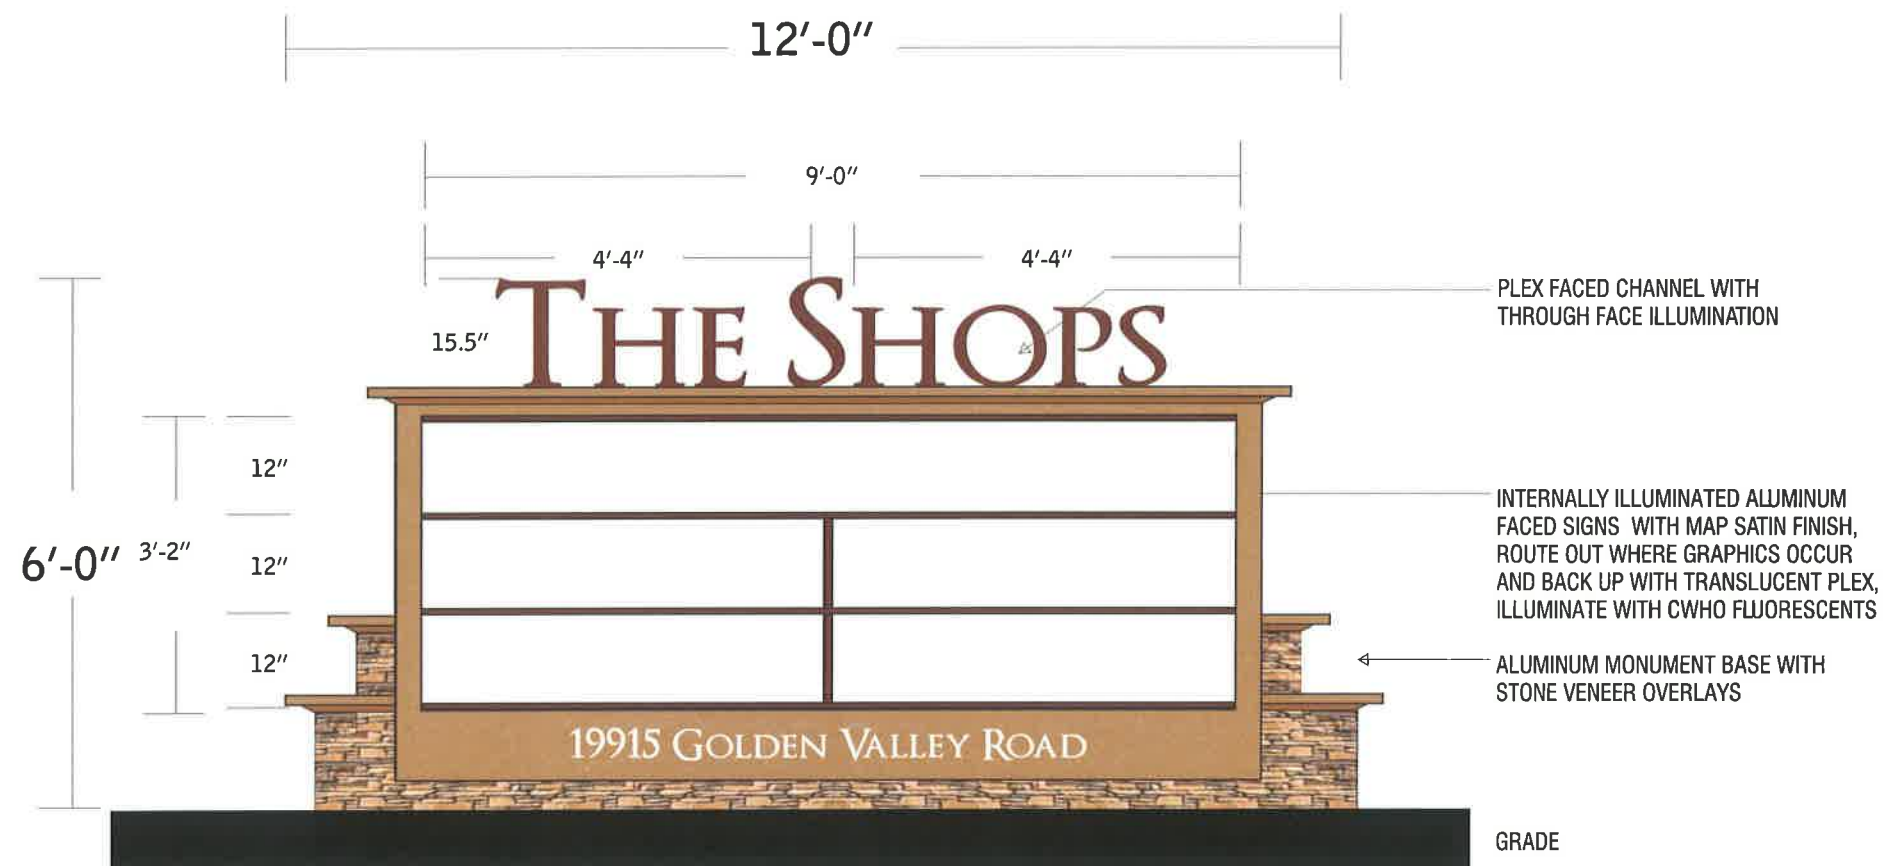 12'-0"
9'-0"
4'-4"
4'-4"
THE SHOPS
15.5"
PLEX FACED CHANNEL WITH
THROUGH FACE ILLUMINATION
12"
6'-0"
3'-2"
12"
12"
INTERNALLY ILLUMINATED ALUMINUM
FACED SIGNS WITH MAP SATIN FINISH,
ROUTE OUT WHERE GRAPHICS OCCUR
AND BACK UP WITH TRANSLUCENT PLEX,
ILLUMINATE WITH CWHO FLUORESCENTS
ALUMINUM MONUMENT BASE WITH
STONE VENEER OVERLAYS
19915 GOLDEN VALLEY ROAD
GRADE